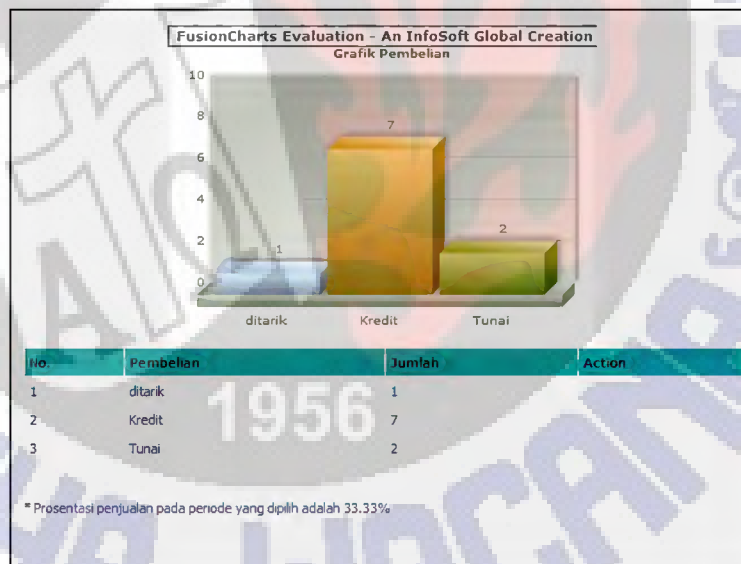 FusionCharts Evaluation - An InfoSoft Global Creation
Grafik Pembelian
10
8
6
4
2
0
1
7
2
ditarik Kredit Tunai
No. Pembelian Jumlah Action
1 ditarik 1
2 Kredit 7
3 Tunai 2
1956
* Prosentasi penjualan pada periode yang dipilih adalah 33.33%